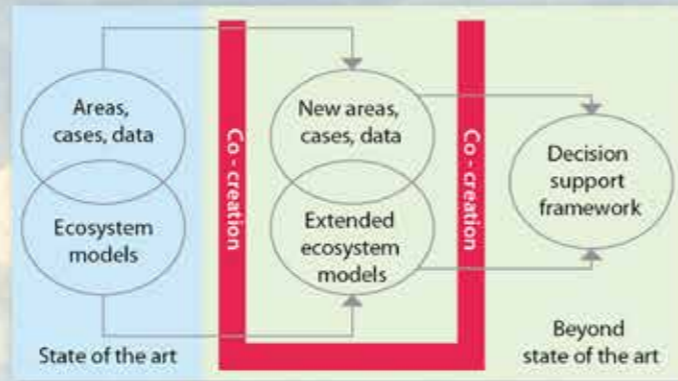 Areas,
cases, data
Ecosystem
models
State of the art
Co - creation
New areas,
cases, data
Extended
ecosystem
models
Co - creation
Decision
support
framework
Beyond
state of the art